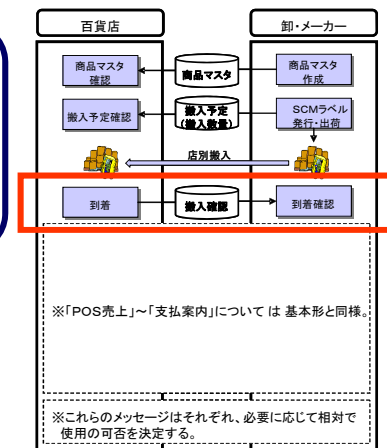 百貨店
卸・メーカー
商品マスタ
確認
商品マスタ
商品マスタ
作成
搬入予定確認
搬入予定
(搬入数量)
SCMラベル
発行・出荷
店別搬入
到着
搬入確認
到着確認
※「POS売上」~「支払案内」については 基本形と同様。
※これらのメッセージはそれぞれ、必要に応じて相対で
使用の可否を決定する。